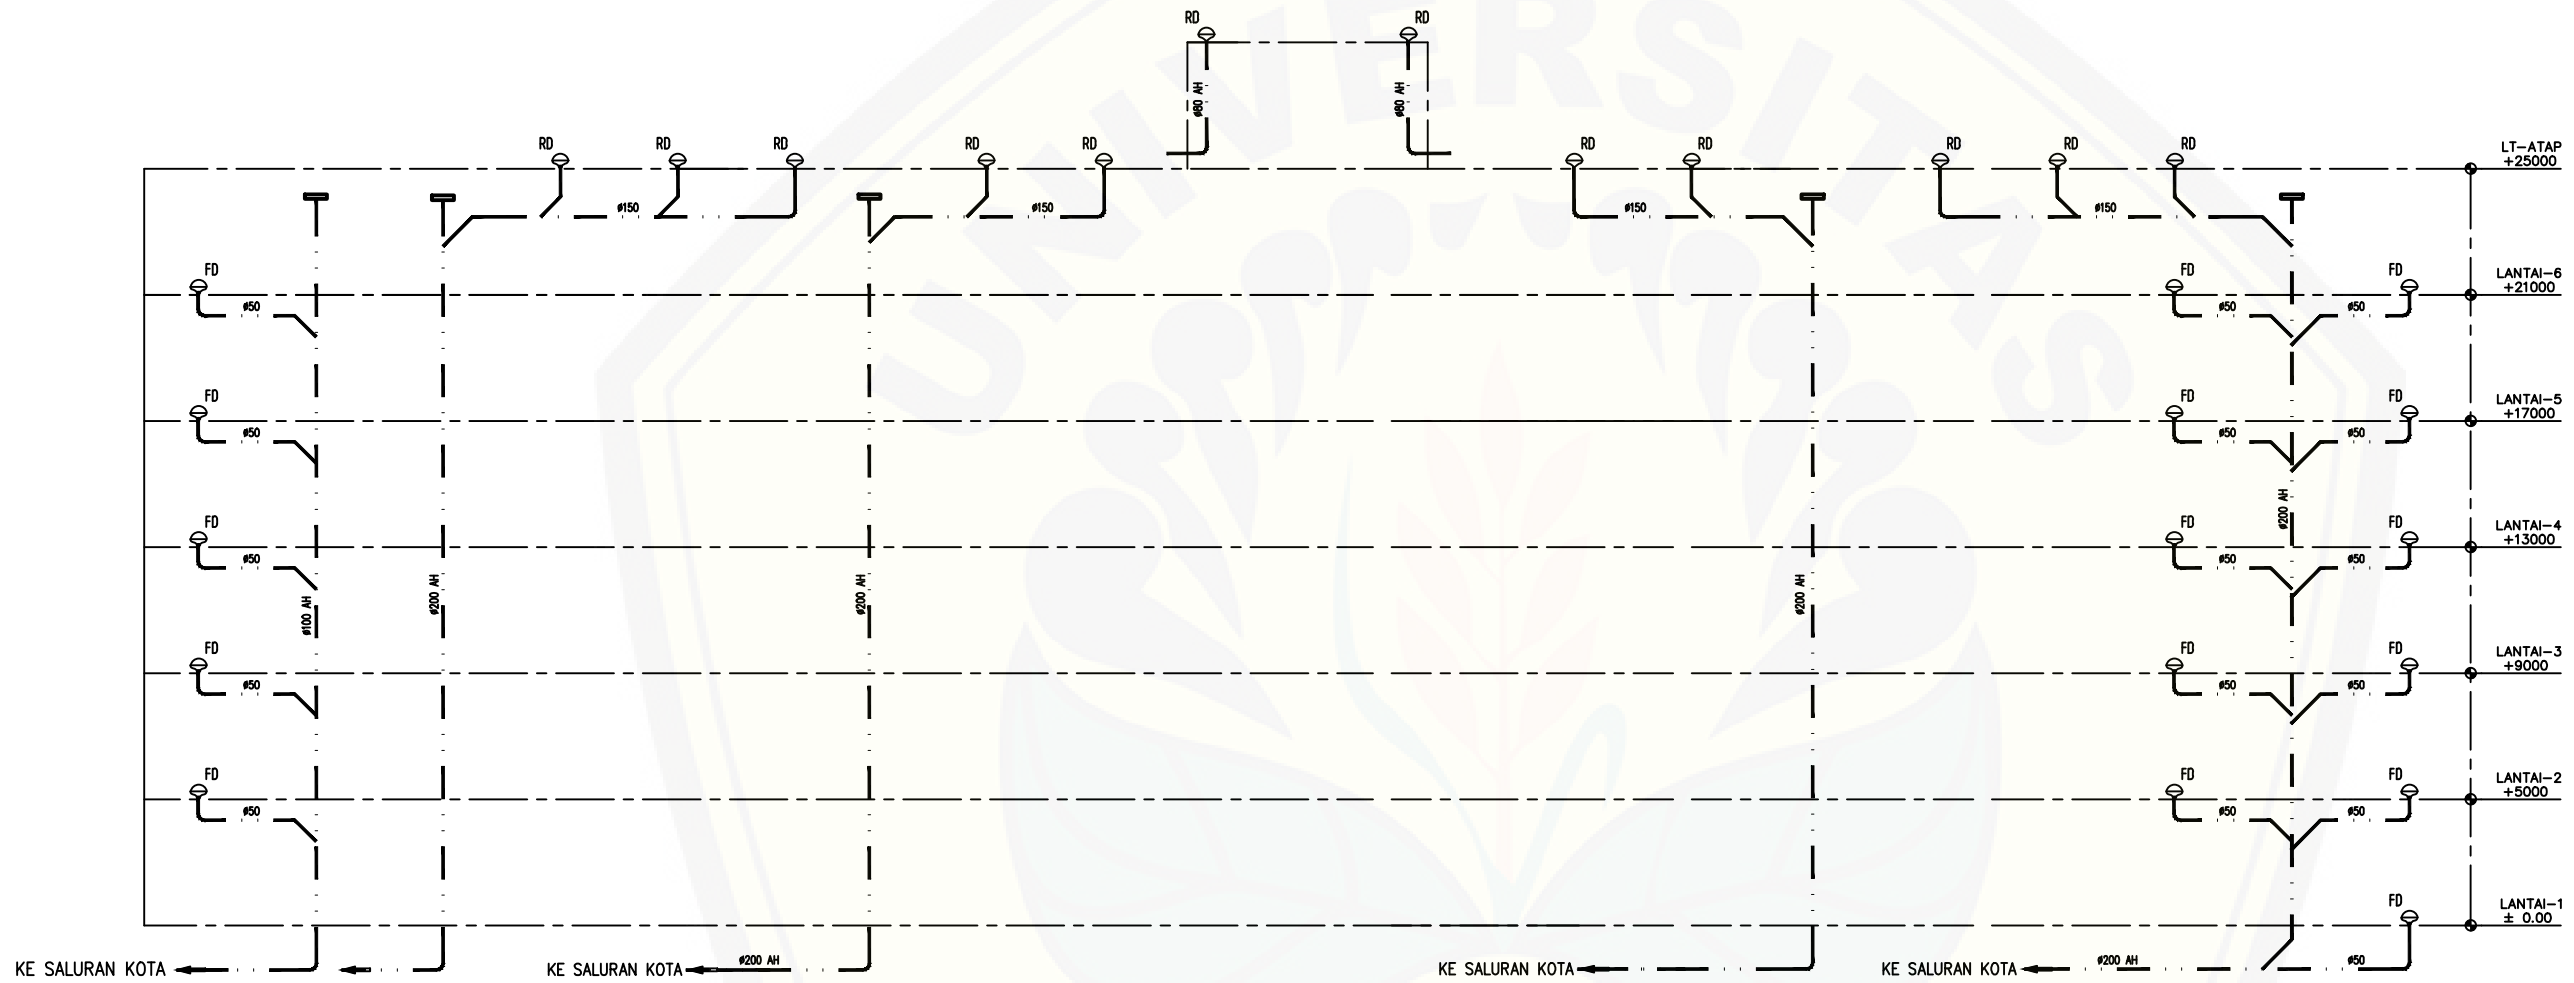 RD RD
ø80 AH ø80 AH
RD RD RD RD RD RD RD RD RD RD
LT-ATAP
+25000
ø150 ø150 ø150 ø150
UNIVERSITAS
FD FD FD
LANTAI-6
+21000
ø50 ø50 ø50
FD FD FD
LANTAI-5
+17000
ø50 ø50 ø50
ø200 AH
FD FD FD
LANTAI-4
+13000
ø50 ø50 ø50
ø100 AH ø200 AH ø200 AH ø200 AH
FD FD FD
LANTAI-3
+9000
ø50 ø50 ø50
FD FD FD
LANTAI-2
+5000
ø50 ø50 ø50
FD
LANTAI-1
± 0.00
KE SALURAN KOTA
KE SALURAN KOTA ø200 AH
KE SALURAN KOTA
KE SALURAN KOTA ø200 AH ø50